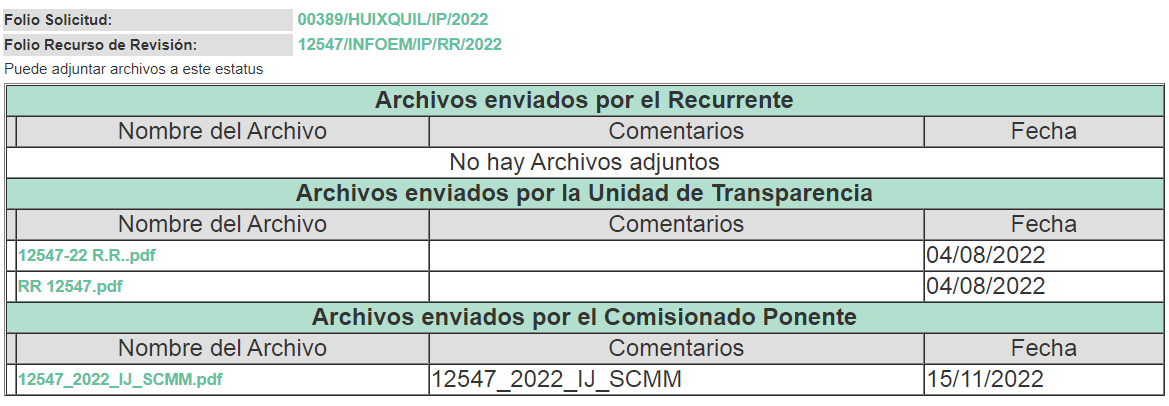 Folio Solicitud: 00389/HUIXQUIL/IP/2022
Folio Recurso de Revisión: 12547/INFOEM/IP/RR/2022
Puede adjuntar archivos a este estatus
Archivos enviados por el Recurrente
Nombre del Archivo Comentarios Fecha
No hay Archivos adjuntos
Archivos enviados por la Unidad de Transparencia
Nombre del Archivo Comentarios Fecha
12547-22 R.R..pdf 04/08/2022
RR 12547.pdf 04/08/2022
Archivos enviados por el Comisionado Ponente
Nombre del Archivo Comentarios Fecha
12547_2022_IJ_SCMM.pdf 12547_2022_IJ_SCMM 15/11/2022